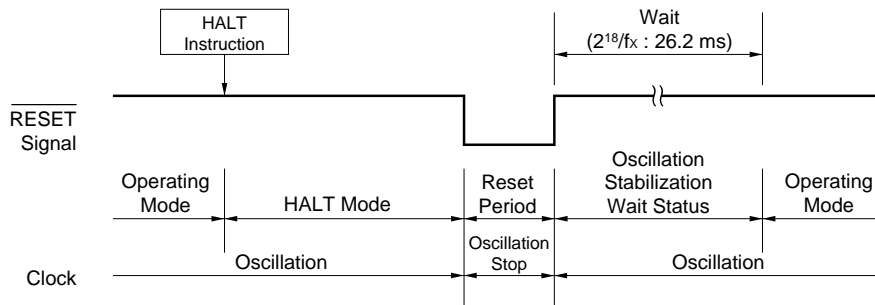 HALT
Instruction
Wait
(2¹⁸/fx : 26.2 ms)
RESET
Signal
Operating
Mode
HALT Mode
Reset
Period
Oscillation
Stabilization
Wait Status
Operating
Mode
Clock
Oscillation
Oscillation
Stop
Oscillation